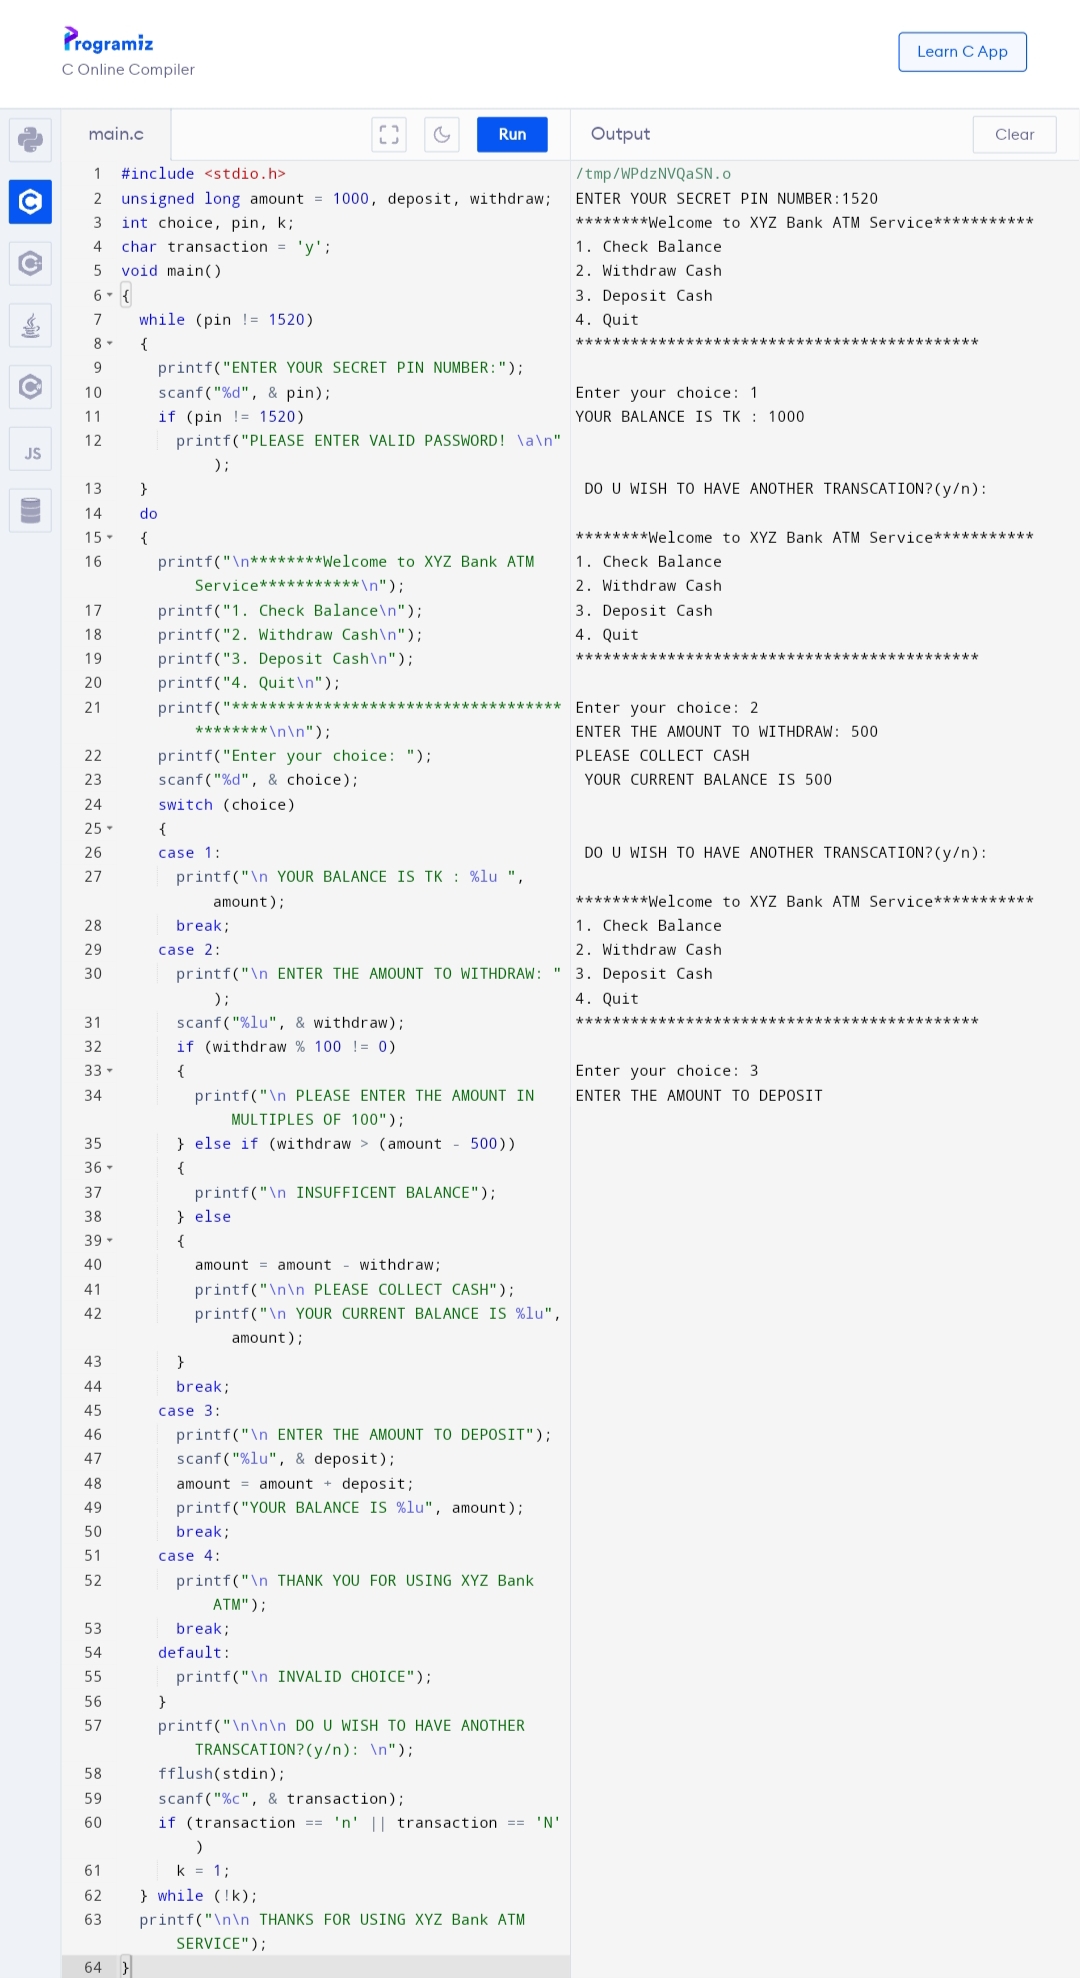 Programiz
C Online Compiler
Learn C App
main.c
Run
Output
Clear
JS
1 #include <stdio.h>
2 unsigned long amount = 1000, deposit, withdraw;
3 int choice, pin, k;
4 char transaction = 'y';
5 void main()
6 {
7 while (pin != 1520)
8 {
9 printf("ENTER YOUR SECRET PIN NUMBER:");
10 scanf("%d", & pin);
11 if (pin != 1520)
12 printf("PLEASE ENTER VALID PASSWORD! \a\n"
);
13 }
14 do
15 {
16 printf("\n********Welcome to XYZ Bank ATM
Service***********\n");
17 printf("1. Check Balance\n");
18 printf("2. Withdraw Cash\n");
19 printf("3. Deposit Cash\n");
20 printf("4. Quit\n");
21 printf("************************************
********\n\n");
22 printf("Enter your choice: ");
23 scanf("%d", & choice);
24 switch (choice)
25 {
26 case 1:
27 printf("\n YOUR BALANCE IS TK : %lu ",
amount);
28 break;
29 case 2:
30 printf("\n ENTER THE AMOUNT TO WITHDRAW: "
);
31 scanf("%lu", & withdraw);
32 if (withdraw % 100 != 0)
33 {
34 printf("\n PLEASE ENTER THE AMOUNT IN
MULTIPLES OF 100");
35 } else if (withdraw > (amount - 500))
36 {
37 printf("\n INSUFFICENT BALANCE");
38 } else
39 {
40 amount = amount - withdraw;
41 printf("\n\n PLEASE COLLECT CASH");
42 printf("\n YOUR CURRENT BALANCE IS %lu",
amount);
43 }
44 break;
45 case 3:
46 printf("\n ENTER THE AMOUNT TO DEPOSIT");
47 scanf("%lu", & deposit);
48 amount = amount + deposit;
49 printf("YOUR BALANCE IS %lu", amount);
50 break;
51 case 4:
52 printf("\n THANK YOU FOR USING XYZ Bank
ATM");
53 break;
54 default:
55 printf("\n INVALID CHOICE");
56 }
57 printf("\n\n\n DO U WISH TO HAVE ANOTHER
TRANSCATION?(y/n): \n");
58 fflush(stdin);
59 scanf("%c", & transaction);
60 if (transaction == 'n' || transaction == 'N'
)
61 k = 1;
62 } while (!k);
63 printf("\n\n THANKS FOR USING XYZ Bank ATM
SERVICE");
64 }
/tmp/WPdzNVQaSN.o
ENTER YOUR SECRET PIN NUMBER:1520
********Welcome to XYZ Bank ATM Service***********
1. Check Balance
2. Withdraw Cash
3. Deposit Cash
4. Quit
********************************************
Enter your choice: 1
YOUR BALANCE IS TK : 1000
DO U WISH TO HAVE ANOTHER TRANSCATION?(y/n):
********Welcome to XYZ Bank ATM Service***********
1. Check Balance
2. Withdraw Cash
3. Deposit Cash
4. Quit
********************************************
Enter your choice: 2
ENTER THE AMOUNT TO WITHDRAW: 500
PLEASE COLLECT CASH
YOUR CURRENT BALANCE IS 500
DO U WISH TO HAVE ANOTHER TRANSCATION?(y/n):
********Welcome to XYZ Bank ATM Service***********
1. Check Balance
2. Withdraw Cash
3. Deposit Cash
4. Quit
********************************************
Enter your choice: 3
ENTER THE AMOUNT TO DEPOSIT